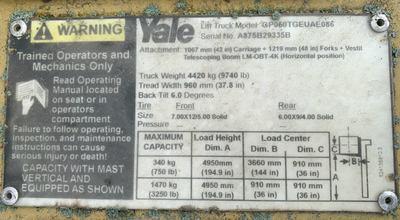 WARNING
Trained Operators and
Mechanics Only
Read Operating
Manual located
on seat or in
operators
compartment
Failure to follow operating,
inspection, and maintenance
instructions can cause
serious injury or death!
CAPACITY WITH MAST
VERTICAL AND
EQUIPPED AS SHOWN
Yale
Lift Truck Model: GP060TGEUAE086
Serial No: A875B29335B
Attachment: 1067 mm (42 in) Carriage + 1219 mm (48 in) Forks + Vestil
Telescoping Boom LM-OBT-4K (Horizontal position)
Truck Weight 4420 kg (9740 lb)
Tread Width 960 mm (37.8 in)
Back Tilt 6.0 Degrees
Tire Front Rear
Size: 7.00X12/5.00 Solid 6.00X9/4.00 Solid
MAXIMUM CAPACITY Load Height Dim. A Load Center Dim. B Dim. C
340 kg (750 lb) 4950mm (194.9 in) 3660 mm (144 in) 910 mm (36 in)
1470 kg (3250 lb) 4950 mm (194.9 in) 910 mm (36 in) 910 mm (36 in)
A
B
C